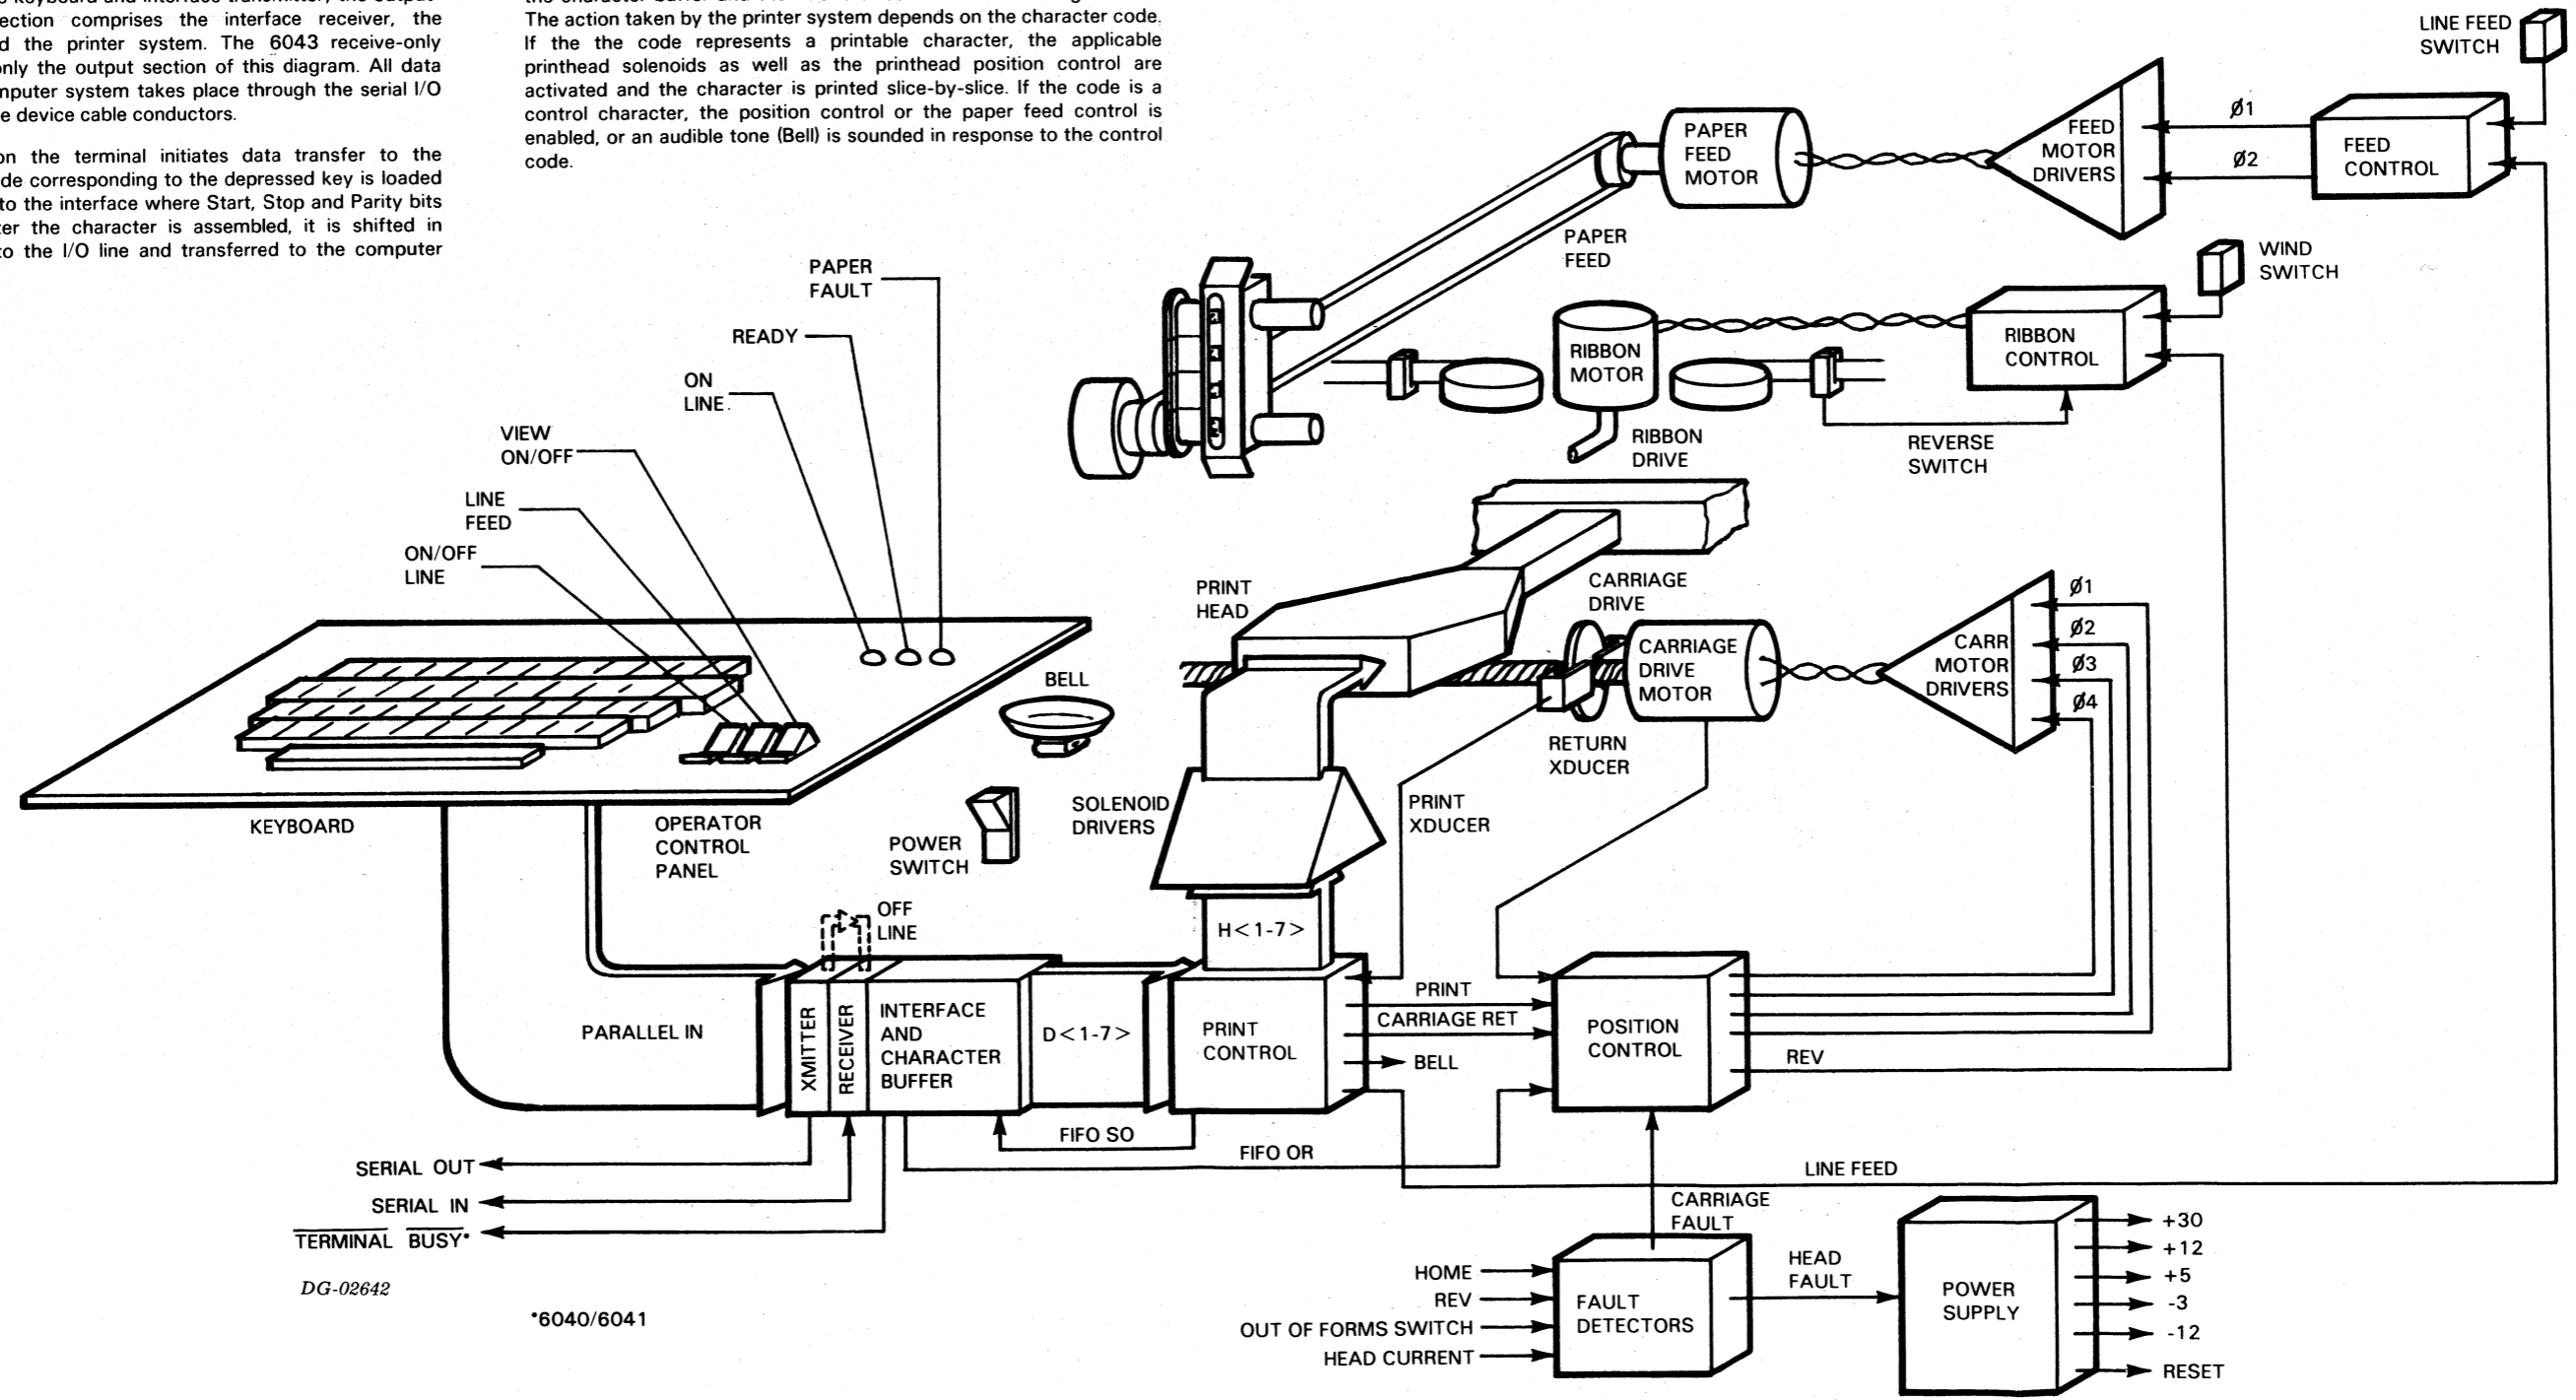 ection comprises the interface receiver, the
d the printer system. The 6043 receive-only
only the output section of this diagram. All data
mputer system takes place through the serial I/O
e device cable conductors.
on the terminal initiates data transfer to the
de corresponding to the depressed key is loaded
to the interface where Start, Stop and Parity bits
ter the character is assembled, it is shifted in
to the I/O line and transferred to the computer
The action taken by the printer system depends on the character code.
If the the code represents a printable character, the applicable
printhead solenoids as well as the printhead position control are
activated and the character is printed slice-by-slice. If the code is a
control character, the position control or the paper feed control is
enabled, or an audible tone (Bell) is sounded in response to the control
code.
LINE FEED
SWITCH
PAPER
FEED
MOTOR
FEED
MOTOR
DRIVERS
Ø1
Ø2
FEED
CONTROL
PAPER
FEED
WIND
SWITCH
RIBBON
MOTOR
RIBBON
CONTROL
RIBBON
DRIVE
REVERSE
SWITCH
PAPER
FAULT
READY
ON
LINE
VIEW
ON/OFF
LINE
FEED
ON/OFF
LINE
PRINT
HEAD
CARRIAGE
DRIVE
CARRIAGE
DRIVE
MOTOR
CARR
MOTOR
DRIVERS
Ø1
Ø2
Ø3
Ø4
BELL
RETURN
XDUCER
PRINT
XDUCER
SOLENOID
DRIVERS
KEYBOARD
OPERATOR
CONTROL
PANEL
POWER
SWITCH
OFF
LINE
H<1-7>
PARALLEL IN
XMITTER
RECEIVER
INTERFACE
AND
CHARACTER
BUFFER
D<1-7>
PRINT
CONTROL
PRINT
CARRIAGE RET
BELL
POSITION
CONTROL
REV
FIFO SO
FIFO OR
LINE FEED
SERIAL OUT
SERIAL IN
TERMINAL BUSY*
DG-02642
*6040/6041
CARRIAGE
FAULT
HOME
REV
OUT OF FORMS SWITCH
HEAD CURRENT
FAULT
DETECTORS
HEAD
FAULT
POWER
SUPPLY
+30
+12
+5
-3
-12
RESET